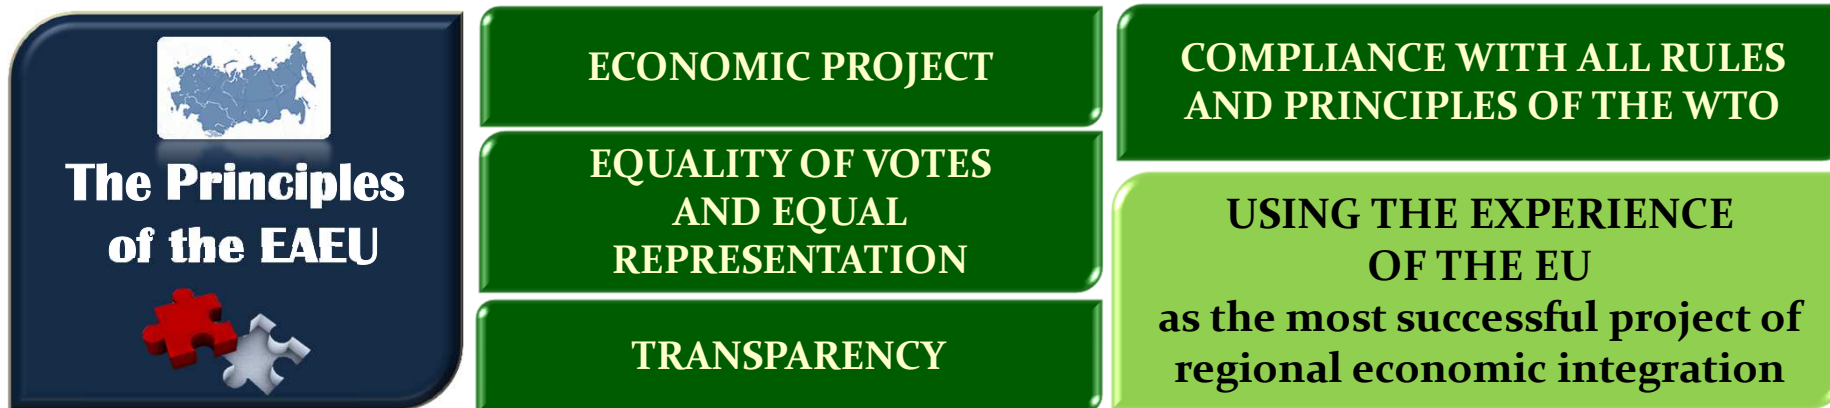 The Principles
of the EAEU
ECONOMIC PROJECT
EQUALITY OF VOTES
AND EQUAL
REPRESENTATION
TRANSPARENCY
COMPLIANCE WITH ALL RULES
AND PRINCIPLES OF THE WTO
USING THE EXPERIENCE
OF THE EU
as the most successful project of
regional economic integration